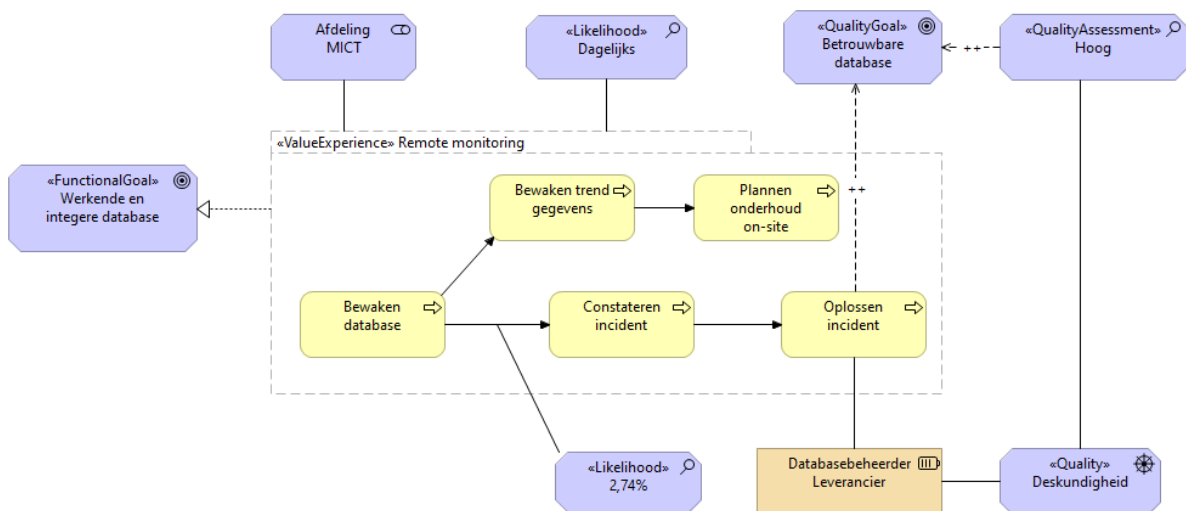 Afdeling
MICT
«Likelihood»
Dagelijks
«QualityGoal»
Betrouwbare
database
++
«QualityAssessment»
Hoog
«ValueExperience» Remote monitoring
«FunctionalGoal»
Werkende en
integere database
Bewaken trend
gegevens
Plannen
onderhoud
on-site
++
Bewaken
database
Constateren
incident
Oplossen
incident
«Likelihood»
2,74%
Databasebeheerder
Leverancier
«Quality»
Deskundigheid